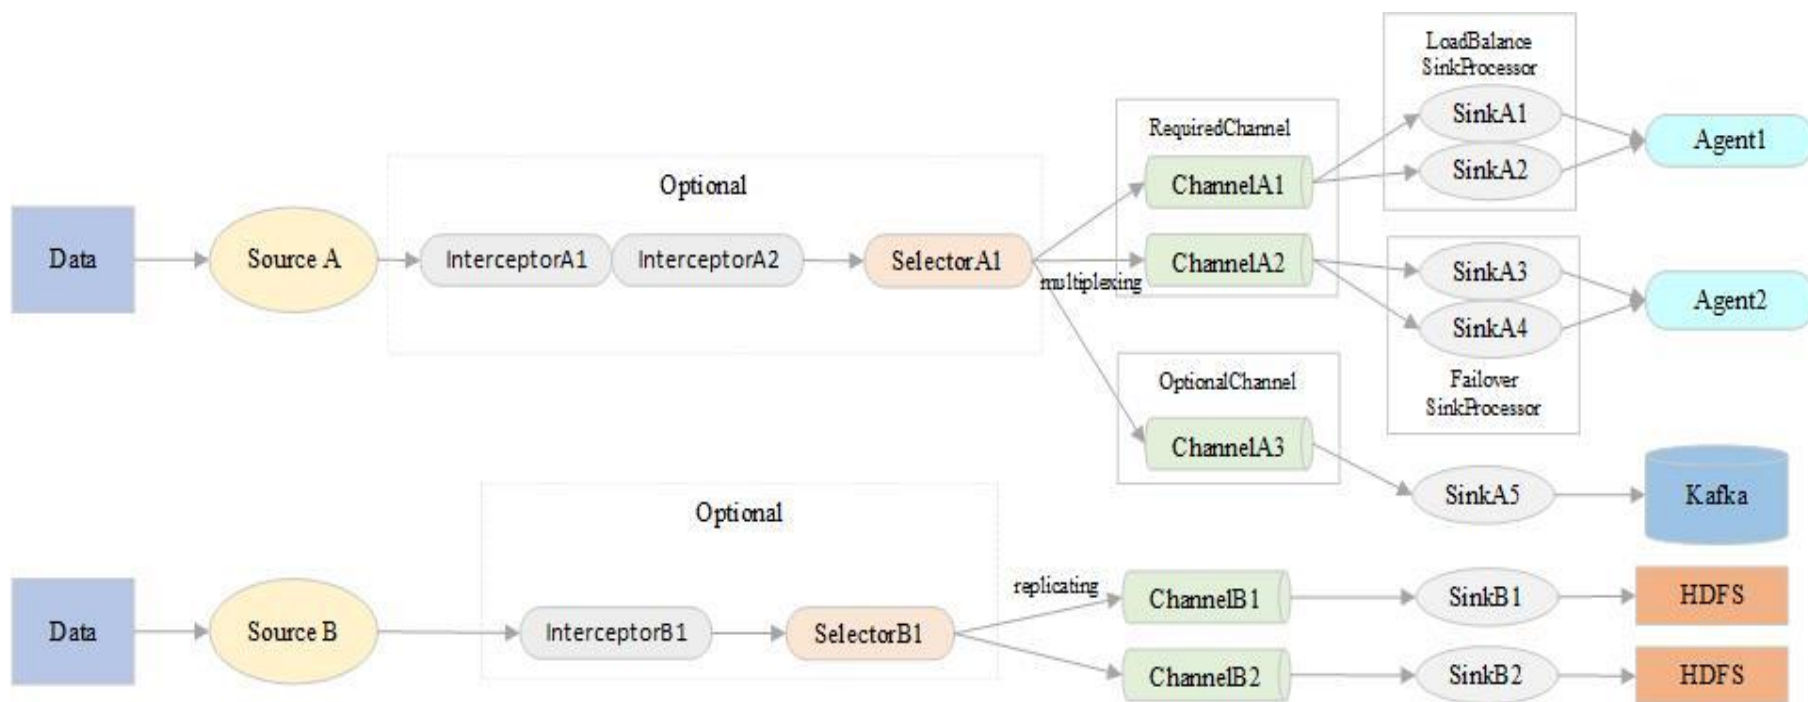 LoadBalance
SinkProcessor
SinkA1
SinkA2
Agent1
RequiredChannel
ChannelA1
ChannelA2
Optional
Data
Source A
InterceptorA1
InterceptorA2
SelectorA1
multiplexing
SinkA3
SinkA4
Failover
SinkProcessor
Agent2
OptionalChannel
ChannelA3
SinkA5
Kafka
Optional
Data
Source B
InterceptorB1
SelectorB1
replicating
ChannelB1
SinkB1
HDFS
ChannelB2
SinkB2
HDFS